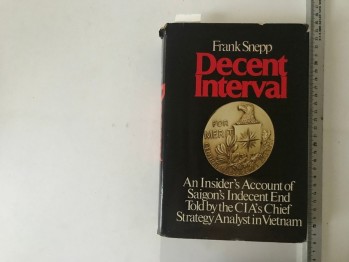 Frank Snepp
Decent
Interval
FOR
MERIT
An Insider's Account of
Saigon's Indecent End
Told by the CIA's Chief
Strategy Analyst in Vietnam